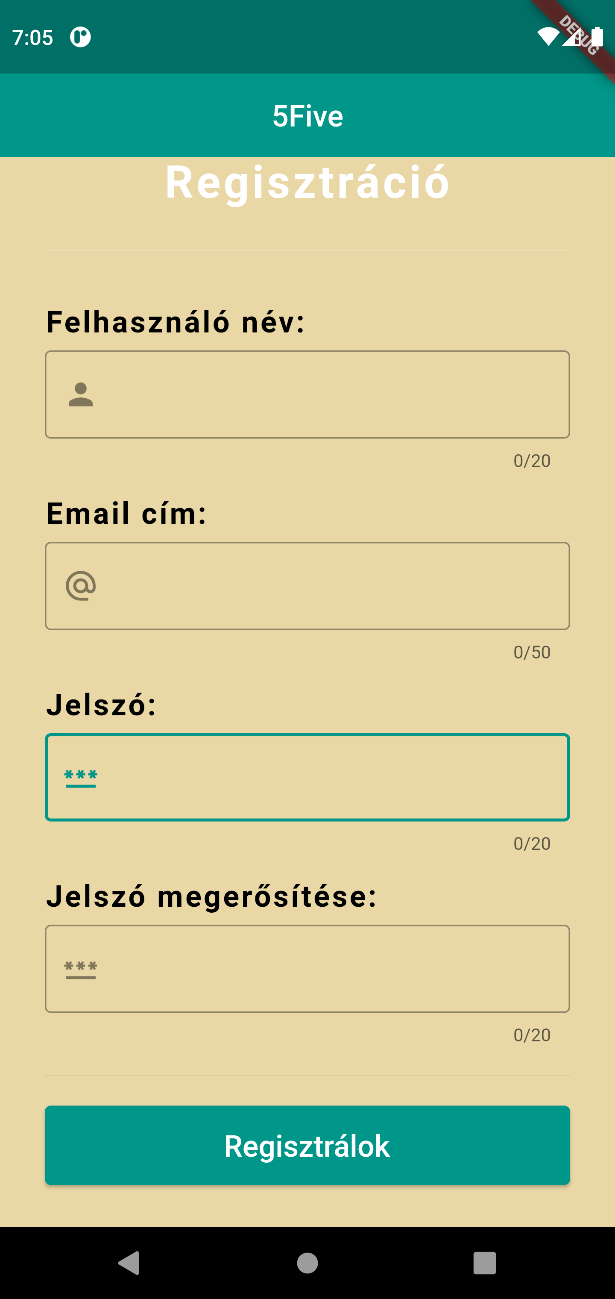 7:05
DEBUG
5Five
Regisztráció
Felhasználó név:
0/20
Email cím:
@
0/50
Jelszó:
***
0/20
Jelszó megerősítése:
***
0/20
Regisztrálok